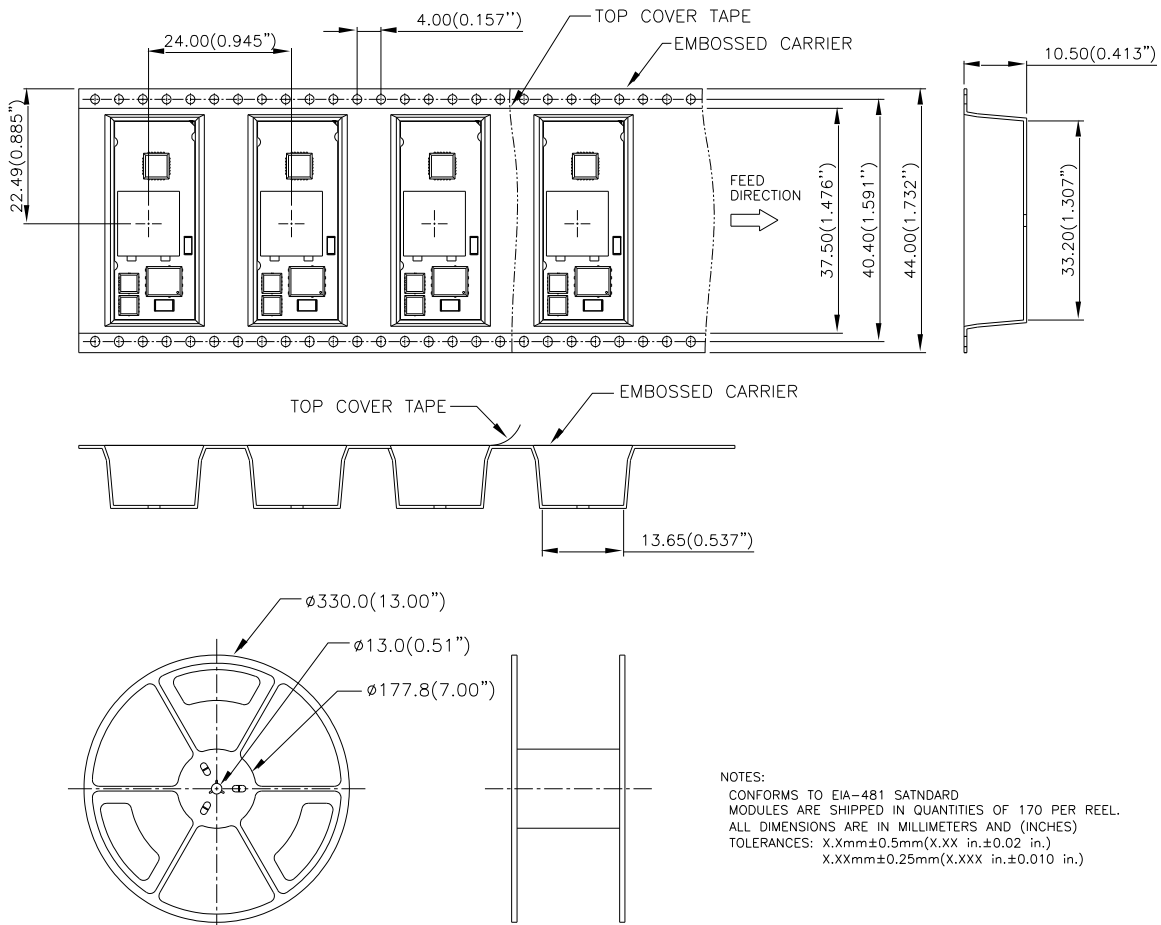 4.00(0.157’’)
TOP COVER TAPE
24.00(0.945”)
EMBOSSED CARRIER
10.50(0.413”)
22.49(0.885”)
FEED
DIRECTION
37.50(1.476”)
40.40(1.591’’)
44.00(1.732’’)
33.20(1.307”)
TOP COVER TAPE
EMBOSSED CARRIER
13.65(0.537”)
ø330.0(13.00”)
ø13.0(0.51”)
ø177.8(7.00”)
NOTES:
CONFORMS TO EIA-481 SATNDARD
MODULES ARE SHIPPED IN QUANTITIES OF 170 PER REEL.
ALL DIMENSIONS ARE IN MILLIMETERS AND (INCHES)
TOLERANCES: X.Xmm±0.5mm(X.XX in.±0.02 in.)
X.XXmm±0.25mm(X.XXX in.±0.010 in.)